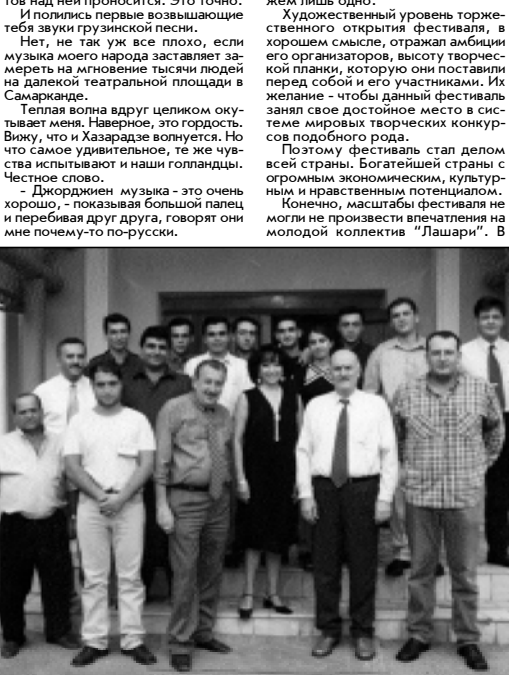 тов над ней проносится. Это точно.
И полились первые возвышающие
тебя звуки грузинской песни.
Нет, не так уж все плохо, если
музыка моего народа заставляет за-
мереть на мгновение тысячи людей
на далекой театральной площади в
Самарканде.
Теплая волна вдруг целиком оку-
тывает меня. Наверное, это гордость.
Вижу, что и Хазарадзе волнуется. Но
что самое удивительное, те же чув-
ства испытывают и наши голландцы.
Честное слово.
- Джорджиен музыка - это очень
хорошо, - показывая большой палец
и перебивая друг друга, говорят они
мне почему-то по-русски.
жем лишь одно.
Художественный уровень торже-
ственного открытия фестиваля, в
хорошем смысле, отражал амбиции
его организаторов, высоту творчес-
кой планки, которую они поставили
перед собой и его участниками. Их
желание - чтобы данный фестиваль
занял свое достойное место в сис-
теме мировых творческих конкур-
сов подобного рода.
Поэтому фестиваль стал делом
всей страны. Богатейшей страны с
огромным экономическим, культур-
ным и нравственным потенциалом.
Конечно, масштабы фестиваля не
могли не произвести впечатления на
молодой коллектив "Лашари". В